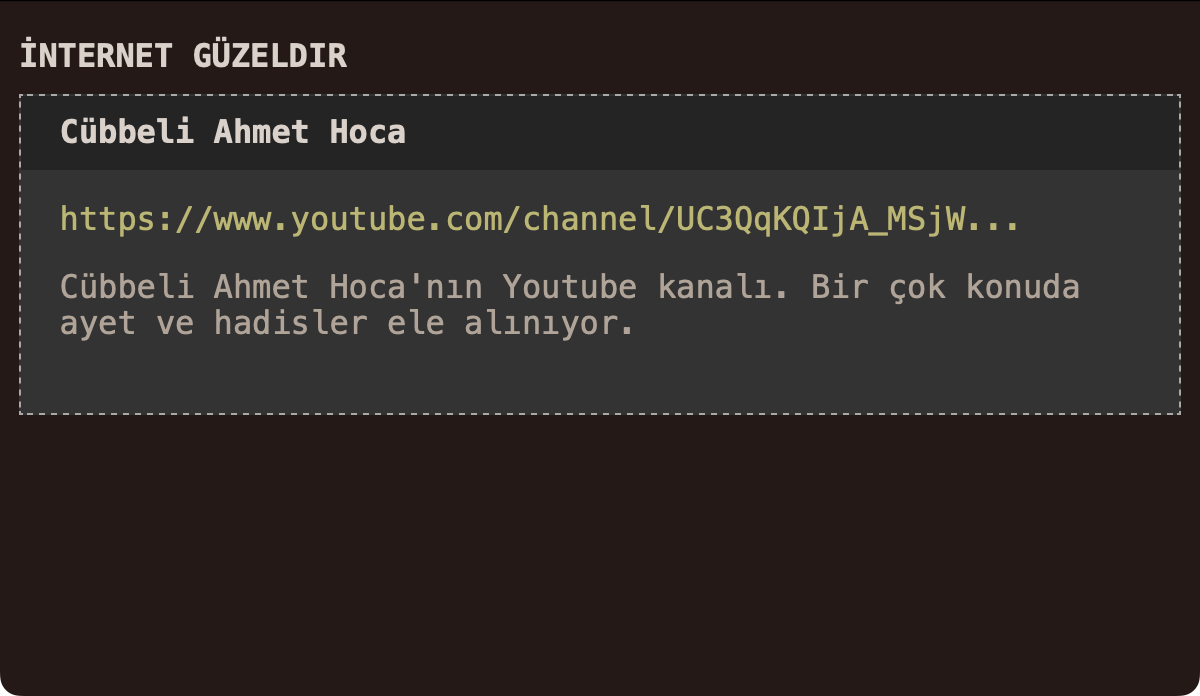 İNTERNET GÜZELDIR
Cübbeli Ahmet Hoca
https://www.youtube.com/channel/UC3QqKQIjA_MSjW...
Cübbeli Ahmet Hoca'nın Youtube kanalı. Bir çok konuda
ayet ve hadisler ele alınıyor.